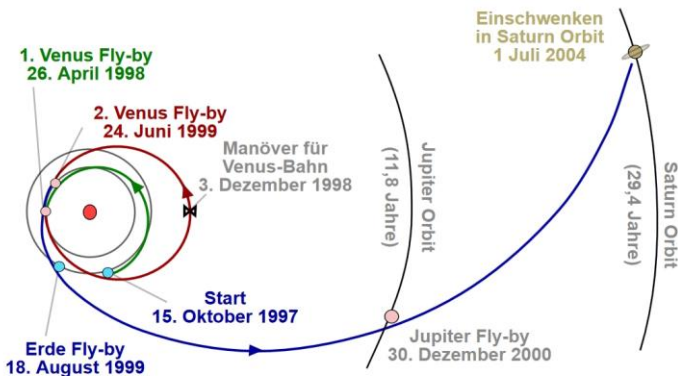 Einschwenken
in Saturn Orbit
1 Juli 2004
1. Venus Fly-by
26. April 1998
2. Venus Fly-by
24. Juni 1999
Manöver für
Venus-Bahn
3. Dezember 1998
Jupiter Orbit
(11,8 Jahre)
Saturn Orbit
(29,4 Jahre)
Start
15. Oktober 1997
Jupiter Fly-by
30. Dezember 2000
Erde Fly-by
18. August 1999